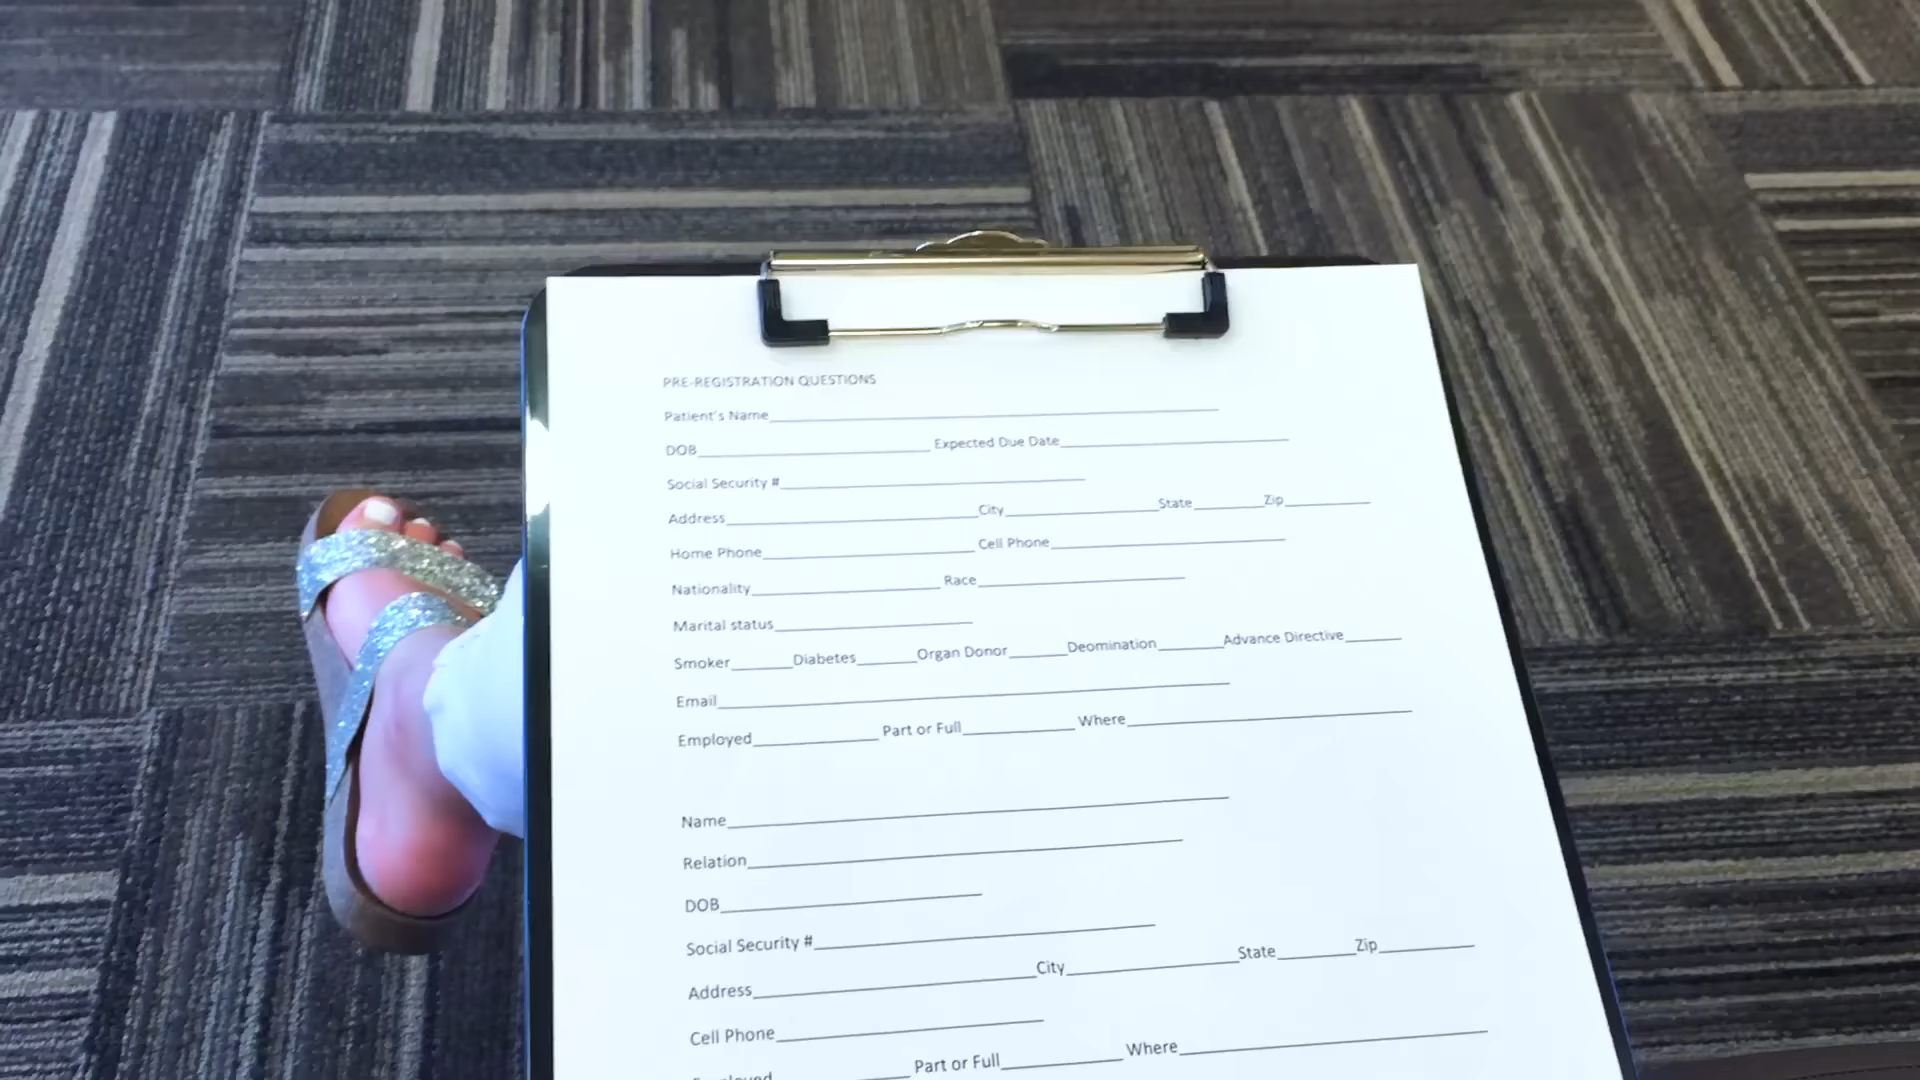 PRE-REGISTRATION QUESTIONS
Patient's Name
DOB Expected Due Date
Social Security #
Address City State Zip
Home Phone Cell Phone
Nationality Race
Marital status
Smoker Diabetes Organ Donor Deomination Advance Directive
Email
Employed Part or Full Where
Name
Relation
DOB
Social Security #
Address City State Zip
Cell Phone
Employed Part or Full Where